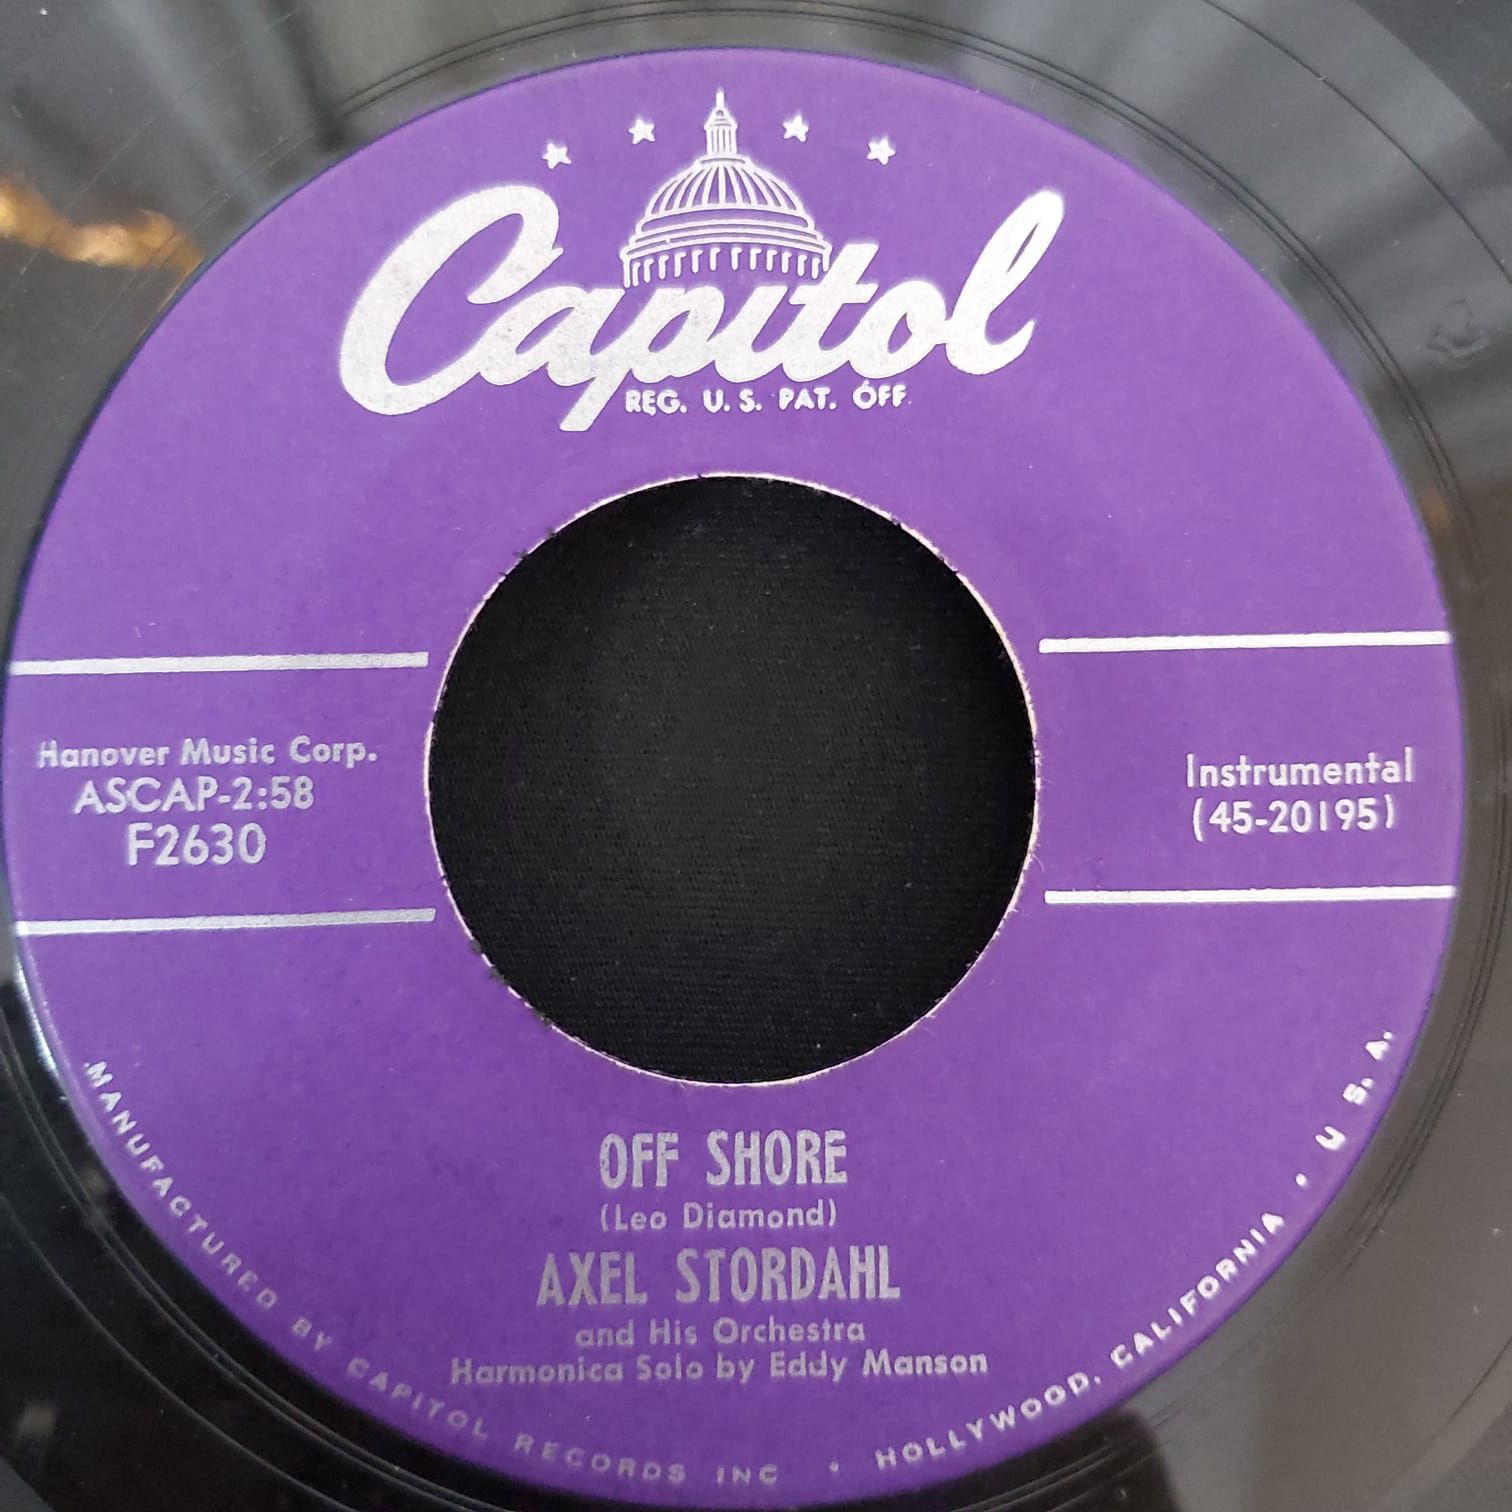 Capitol
REG. U.S. PAT. OFF.
Hanover Music Corp.
ASCAP-2:58
F2630
Instrumental
(45-20195)
OFF SHORE
(Leo Diamond)
AXEL STORDAHL
and His Orchestra
Harmonica Solo by Eddy Manson
MANUFACTURED BY CAPITOL RECORDS INC • HOLLYWOOD, CALIFORNIA • U. S. A.